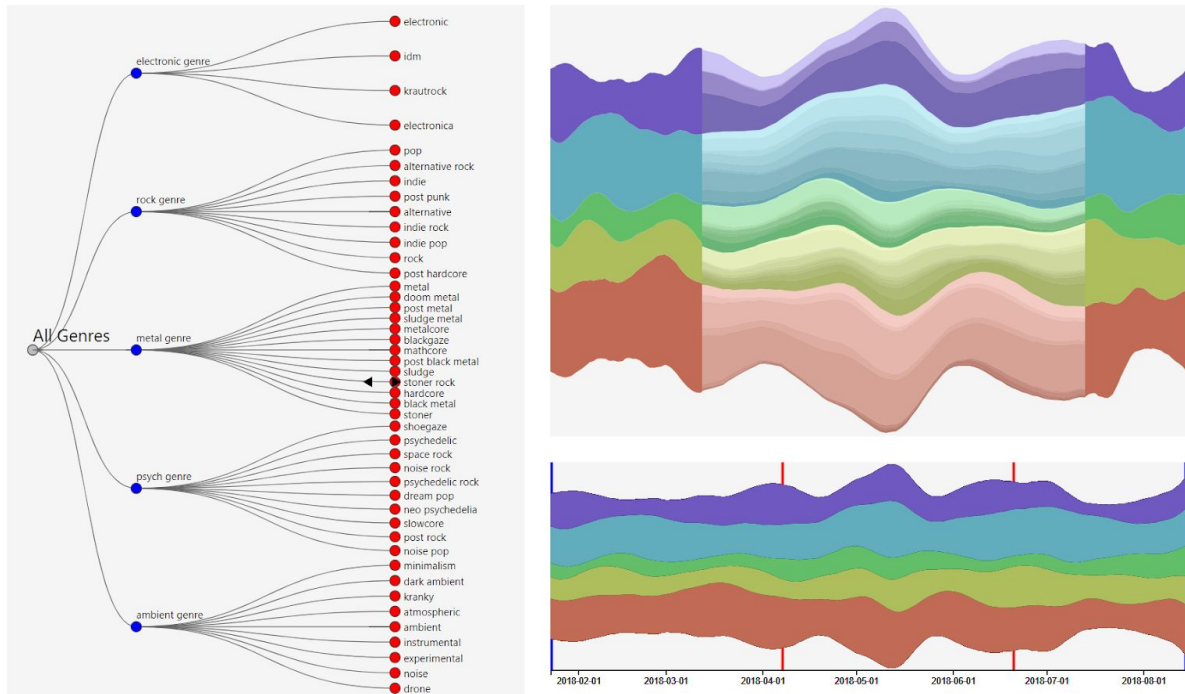 All Genres
electronic genre
electronic
idm
krautrock
electronica
rock genre
pop
alternative rock
indie
post punk
alternative
indie rock
indie pop
rock
post hardcore
metal genre
metal
doom metal
post metal
sludge metal
metalcore
blackgaze
mathcore
post black metal
sludge
stoner rock
hardcore
black metal
stoner
psych genre
shoegaze
psychedelic
space rock
noise rock
psychedelic rock
dream pop
neo psychedelia
slowcore
post rock
noise pop
ambient genre
minimalism
dark ambient
kranky
atmospheric
ambient
instrumental
experimental
noise
drone
2018-02-01 2018-03-01 2018-04-01 2018-05-01 2018-06-01 2018-07-01 2018-08-01